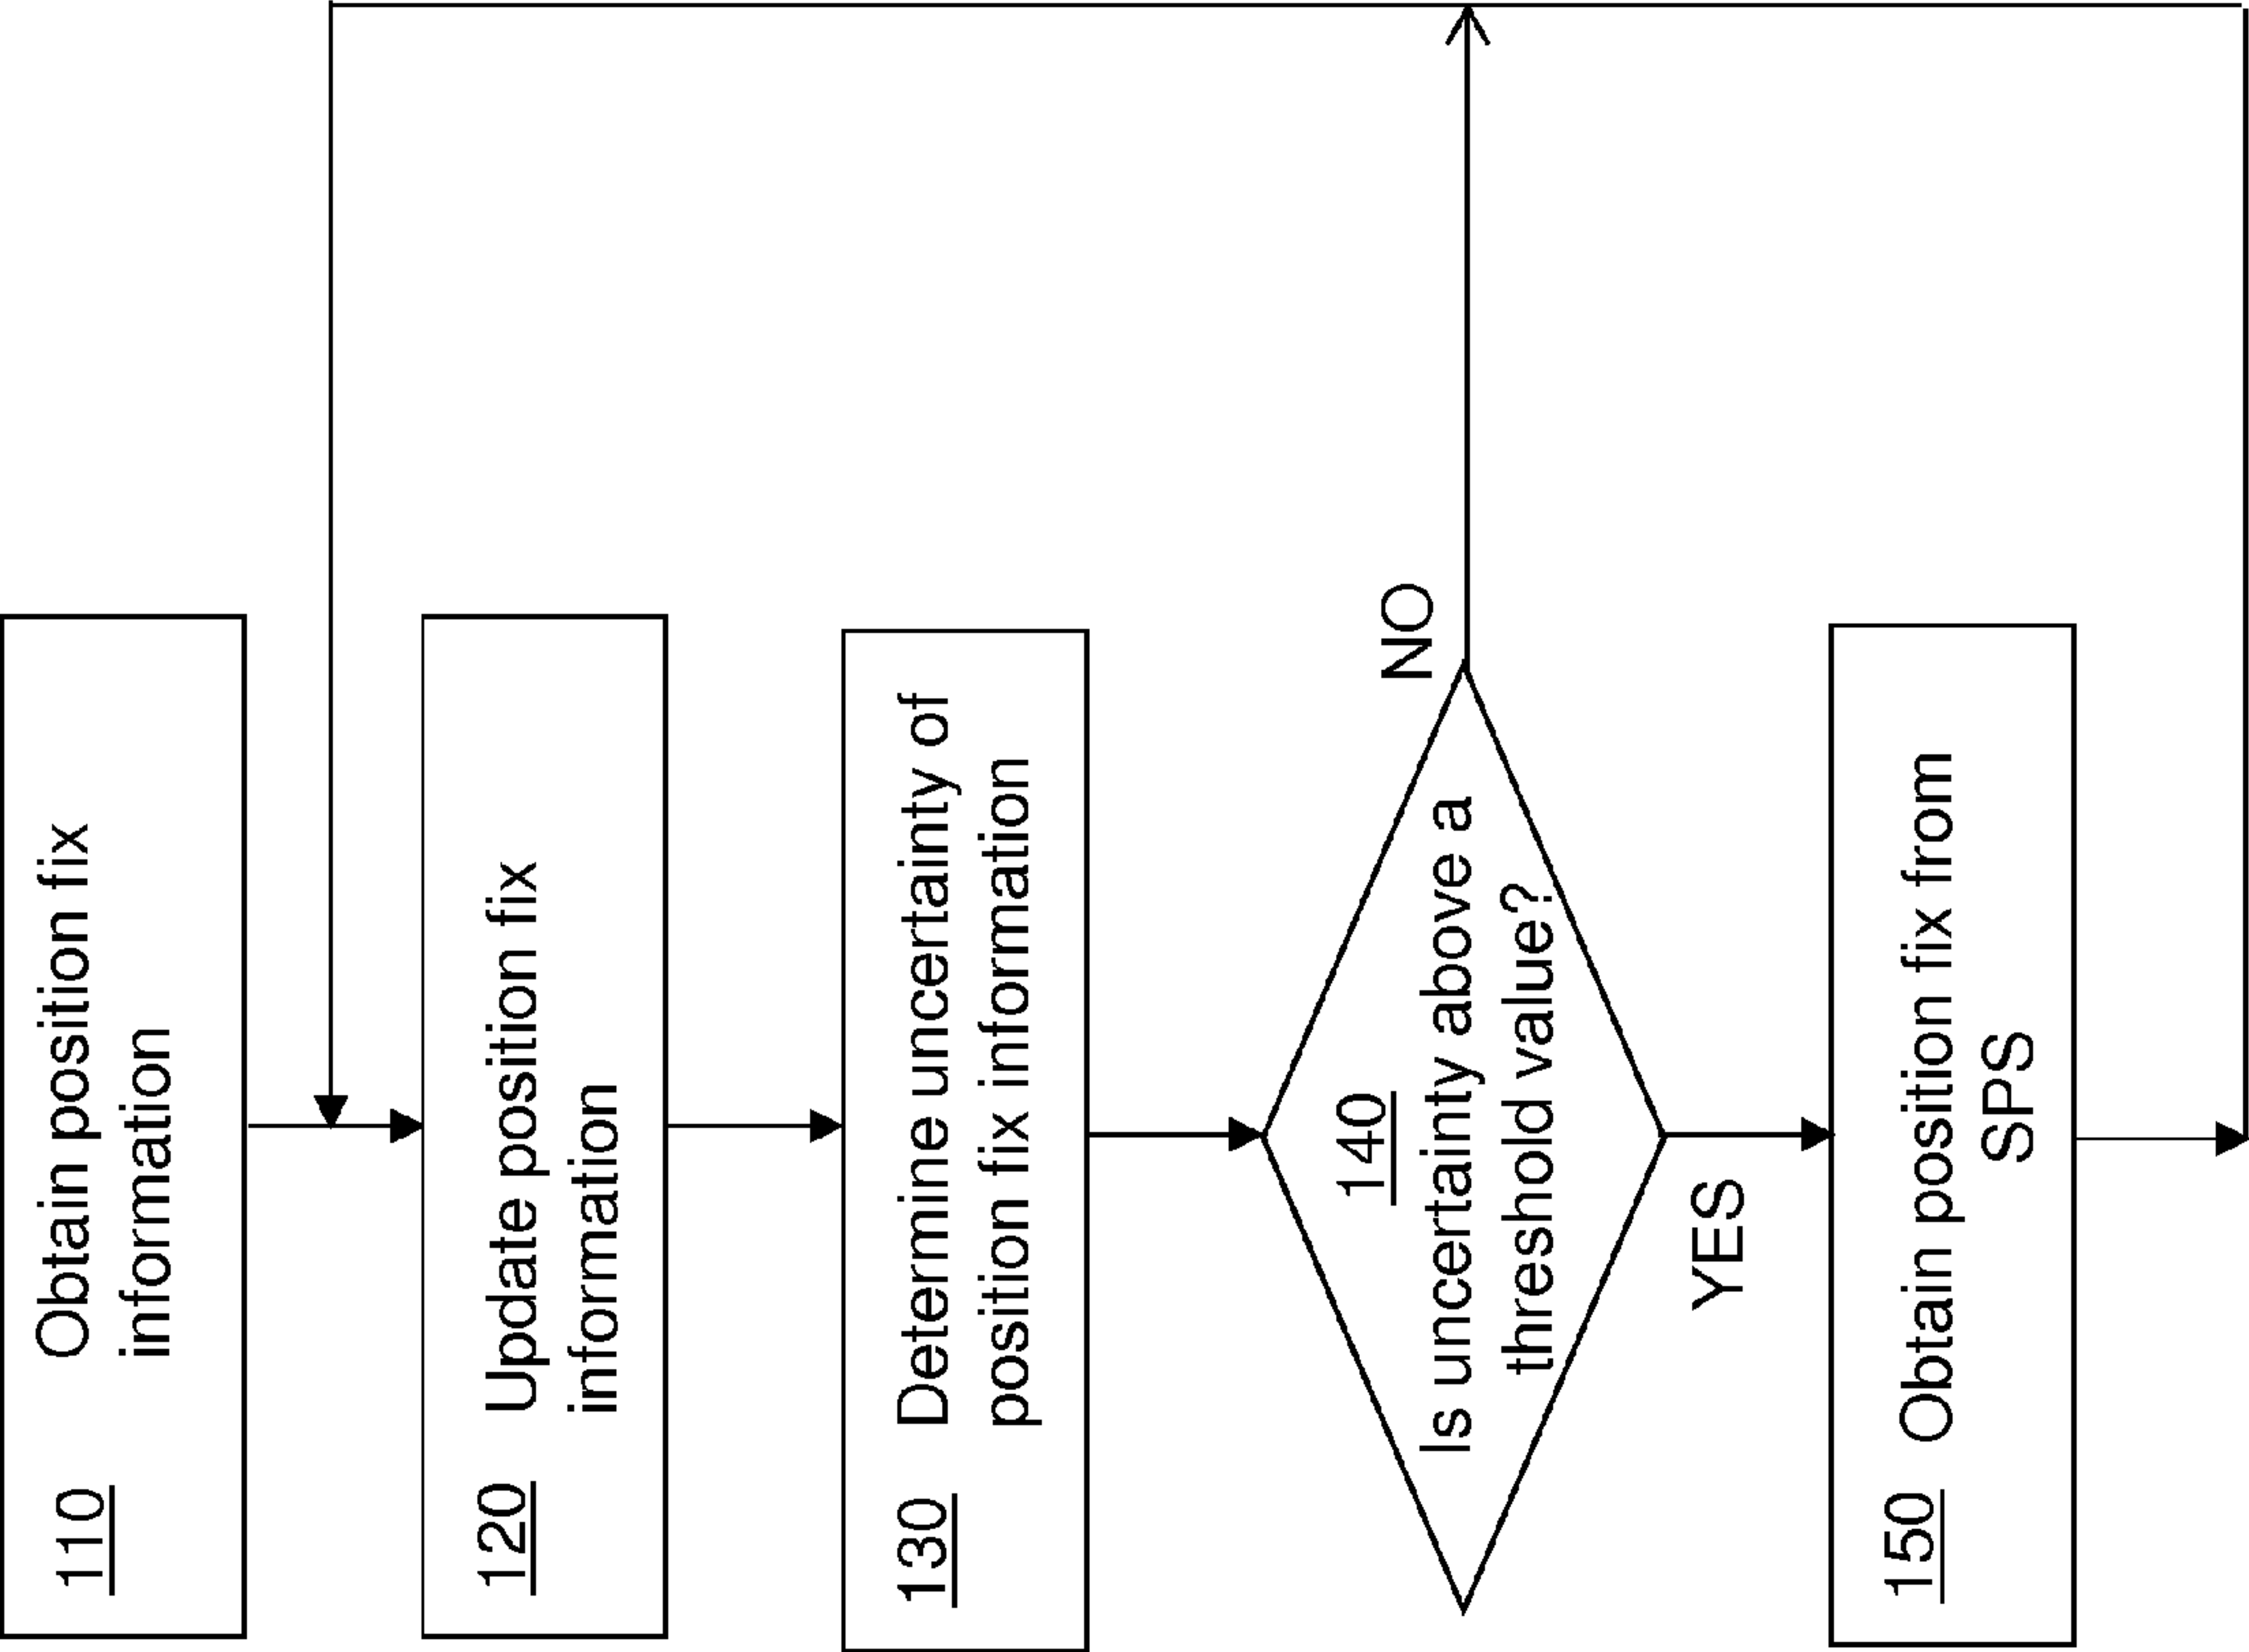 110 Obtain position fix
information
120 Update position fix
information
130 Determine uncertainty of
position fix information
140
Is uncertainty above a
threshold value?
NO
YES
150 Obtain position fix from
SPS